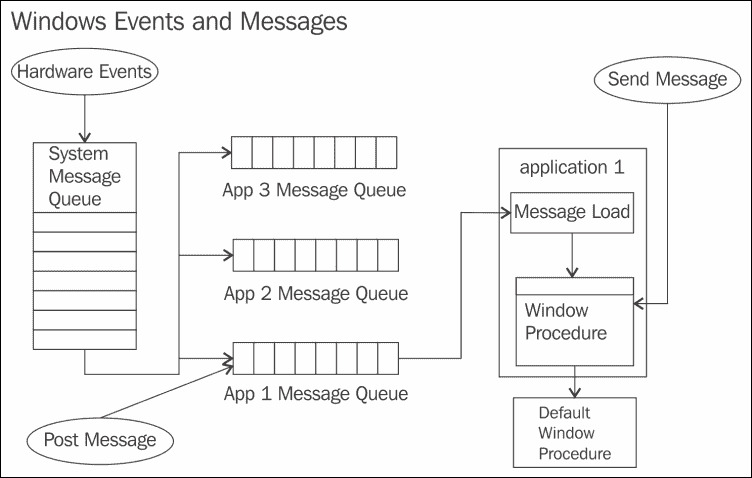 Windows Events and Messages
Hardware Events
Send Message
System
Message
Queue
App 3 Message Queue
App 2 Message Queue
App 1 Message Queue
Post Message
application 1
Message Load
Window
Procedure
Default
Window
Procedure